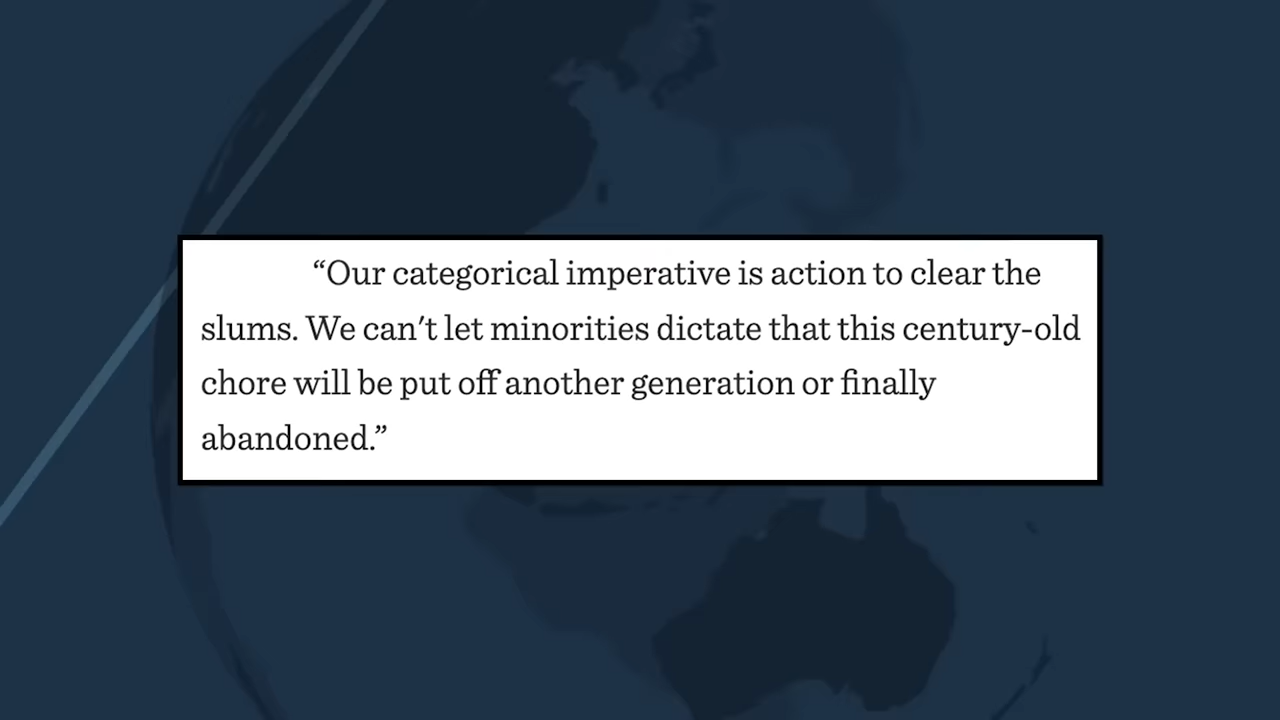 “Our categorical imperative is action to clear the
slums. We can't let minorities dictate that this century-old
chore will be put off another generation or finally
abandoned.”